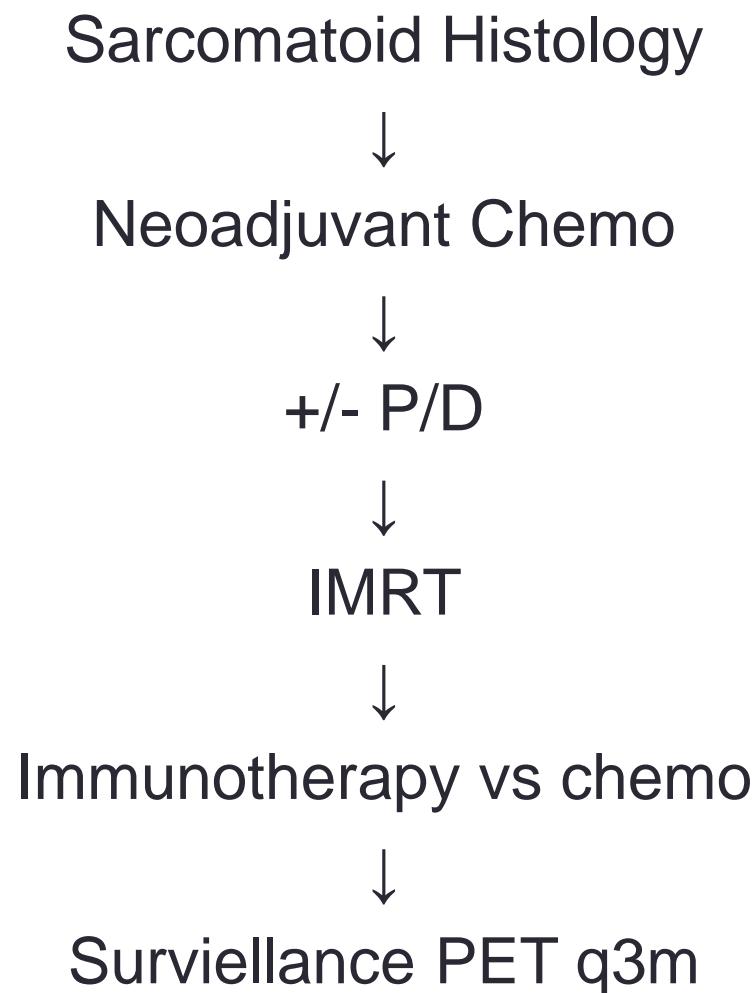 Sarcomatoid Histology
↓
Neoadjuvant Chemo
↓
+/- P/D
↓
IMRT
↓
Immunotherapy vs chemo
↓
Surviellance PET q3m